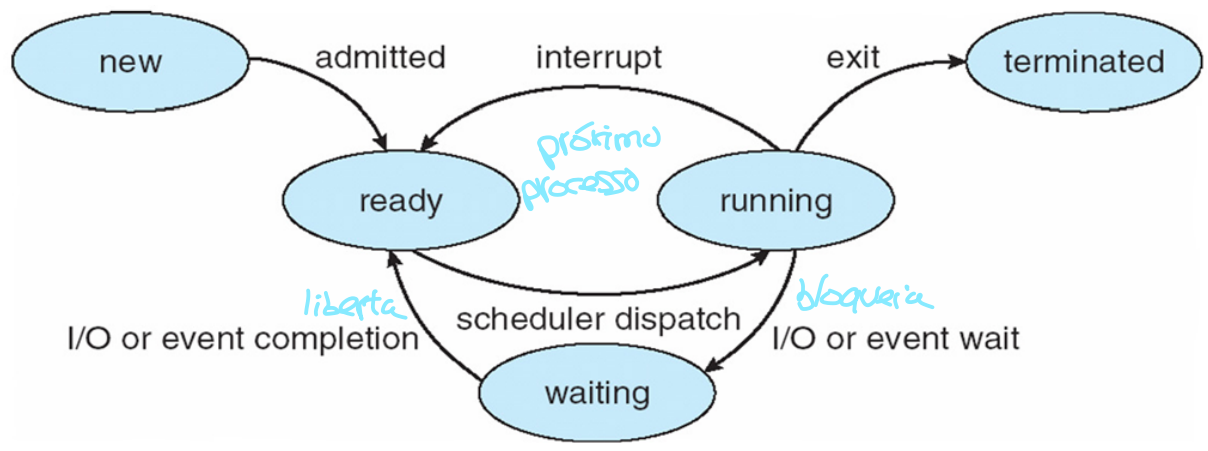 new
admitted
interrupt
exit
terminated
próximo
processo
ready
running
liberta
bloqueia
scheduler dispatch
I/O or event completion
I/O or event wait
waiting